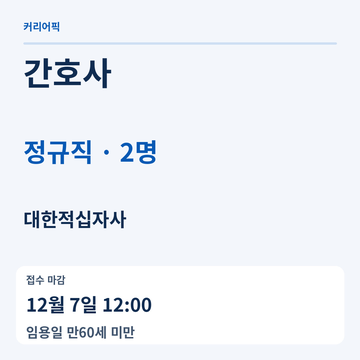 커리어픽
간호사
정규직 · 2명
대한적십자사
접수 마감
12월 7일 12:00
임용일 만60세 미만